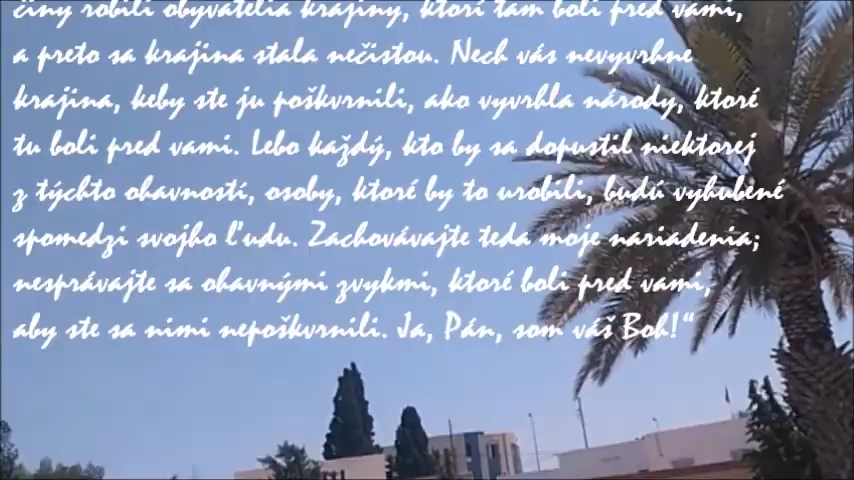 činy robili obyvatelia krajiny, ktorí tam boli pred vami,
a preto sa krajina stala nečistou. Nech vás nevyvrhne
krajina, keby ste ju poškvrnili, ako vyvrhla národy, ktoré
tu boli pred vami. Lebo každý, kto by sa dopustil niektorej
z týchto ohavností, osoby, ktoré by to urobili, budú vyhubené
spomedzi svojho ľudu. Zachovávajte teda moje nariadenia;
nesprávajte sa ohavnými zvykmi, ktoré boli pred vami,
aby ste sa nimi nepoškvrnili. Ja, Pán, som váš Boh!“